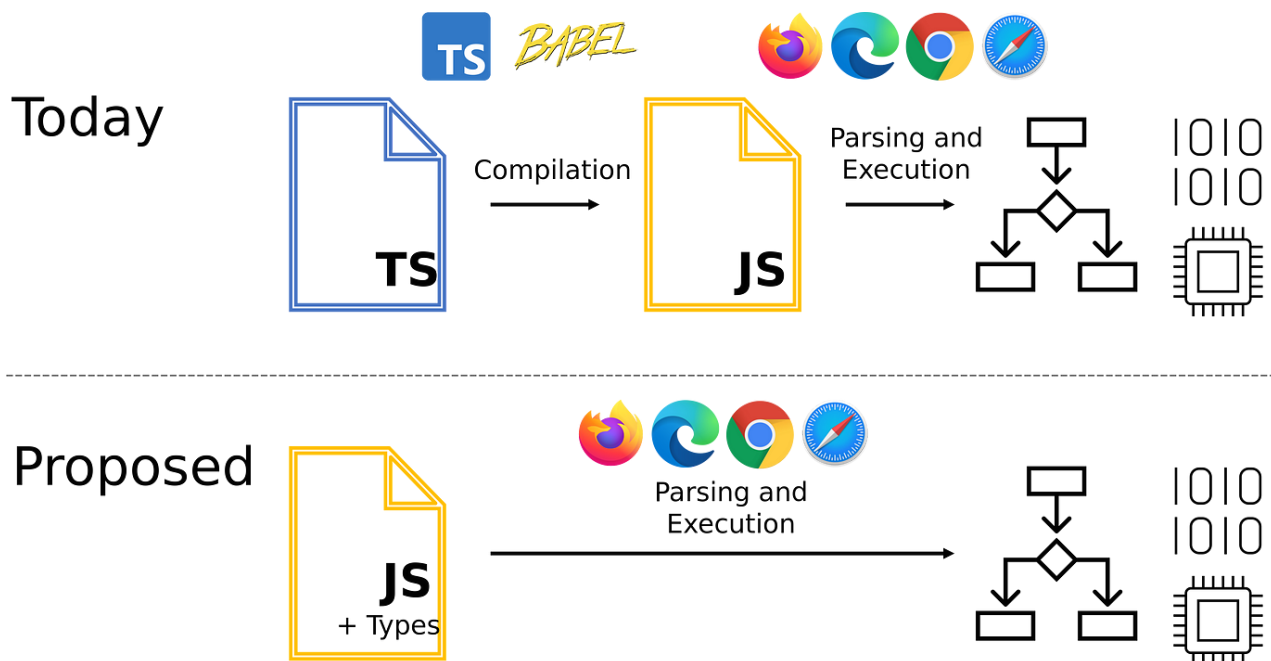 TS BABEL
Today
Compilation
Parsing and
Execution
TS
JS
1010
1010
Proposed
Parsing and
Execution
JS
+ Types
1010
1010